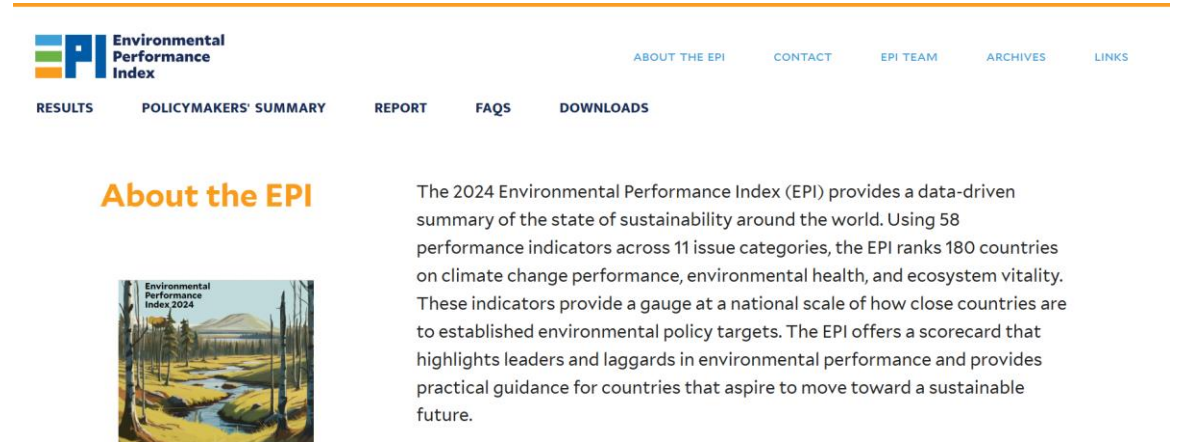 Environmental
Performance
Index
ABOUT THE EPI CONTACT EPI TEAM ARCHIVES LINKS
RESULTS POLICYMAKERS' SUMMARY REPORT FAQS DOWNLOADS
About the EPI
The 2024 Environmental Performance Index (EPI) provides a data-driven
summary of the state of sustainability around the world. Using 58
performance indicators across 11 issue categories, the EPI ranks 180 countries
on climate change performance, environmental health, and ecosystem vitality.
These indicators provide a gauge at a national scale of how close countries are
to established environmental policy targets. The EPI offers a scorecard that
highlights leaders and laggards in environmental performance and provides
practical guidance for countries that aspire to move toward a sustainable
future.
Environmental
Performance
Index 2024